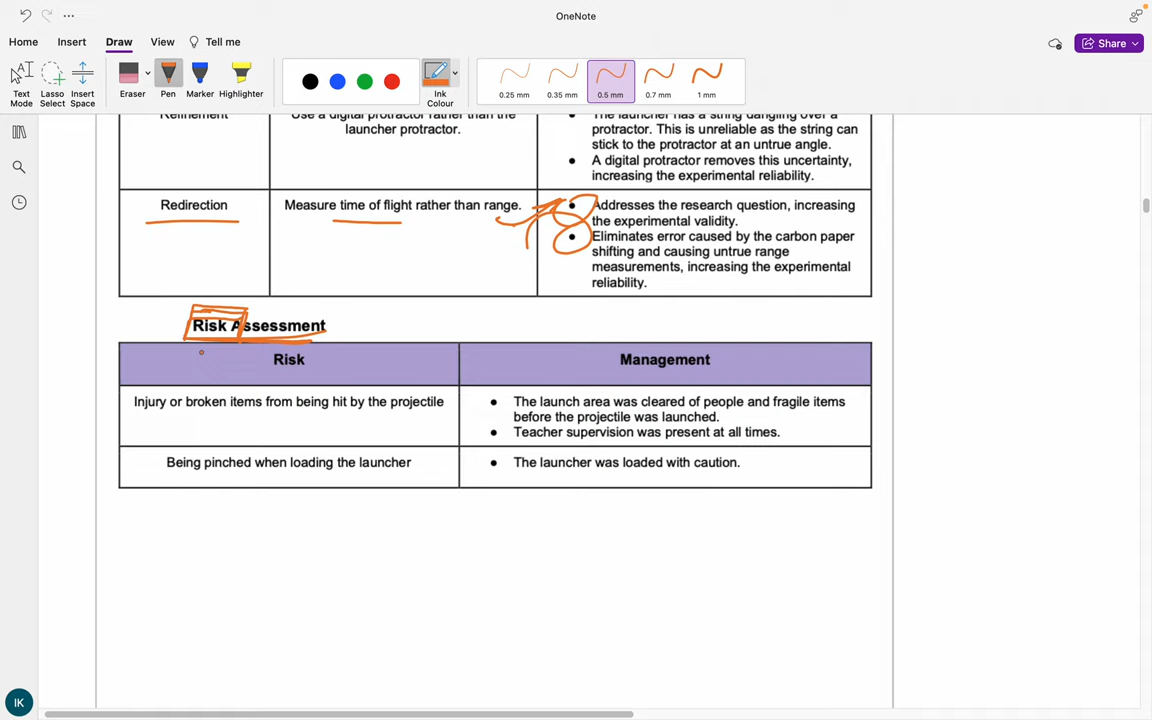 OneNote
Home Insert Draw View Tell me
Share
Text Mode
Lasso Select
Insert Space
Eraser
Pen
Marker
Highlighter
Ink Colour
0.25 mm
0.35 mm
0.5 mm
0.7 mm
1 mm
Refinement
Use a digital protractor rather than the
launcher protractor.
The launcher has a string dangling over a
protractor. This is unreliable as the string can
stick to the protractor at an untrue angle.
A digital protractor removes this uncertainty,
increasing the experimental reliability.
Redirection
Measure time of flight rather than range.
Addresses the research question, increasing
the experimental validity.
Eliminates error caused by the carbon paper
shifting and causing untrue range
measurements, increasing the experimental
reliability.
Risk Assessment
Risk
Management
Injury or broken items from being hit by the projectile
The launch area was cleared of people and fragile items
before the projectile was launched.
Teacher supervision was present at all times.
Being pinched when loading the launcher
The launcher was loaded with caution.
IK